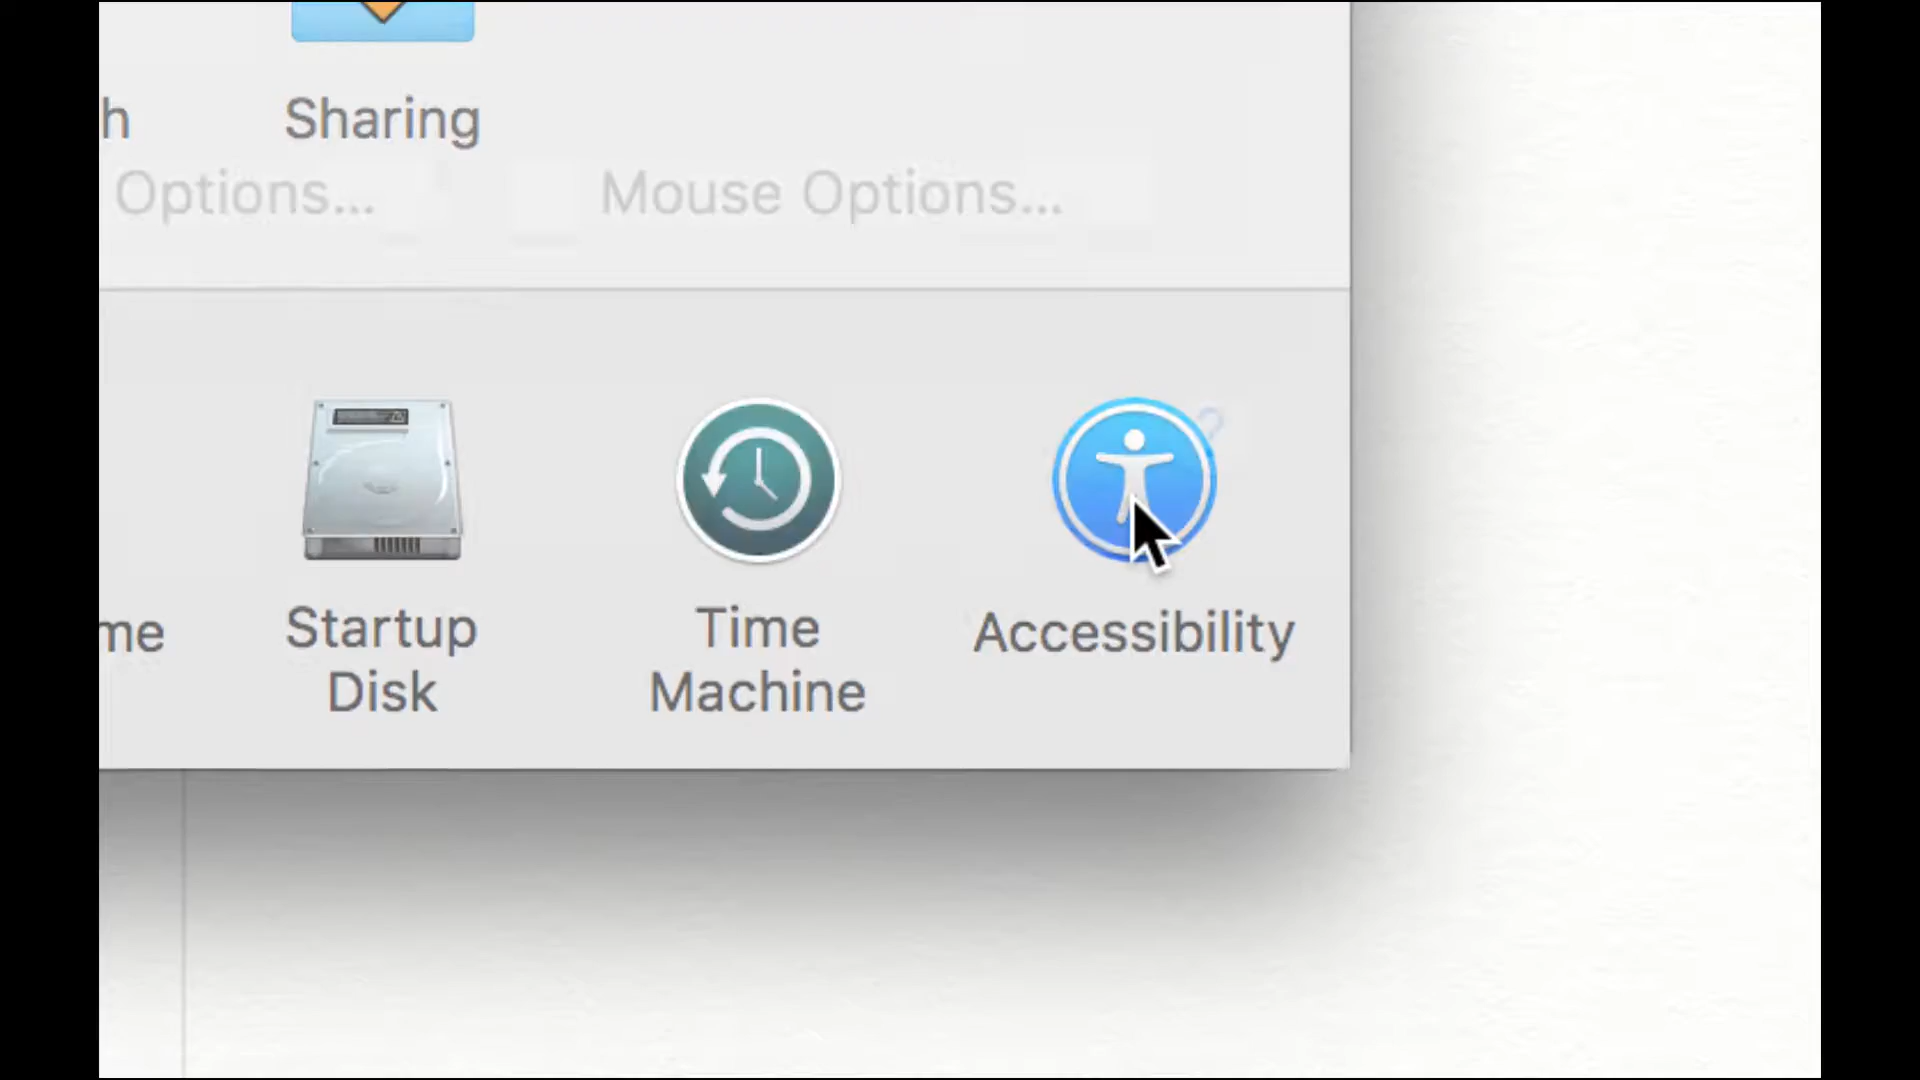 h
Sharing
Options...
Mouse Options...
?
me
Startup
Disk
Time
Machine
Accessibility